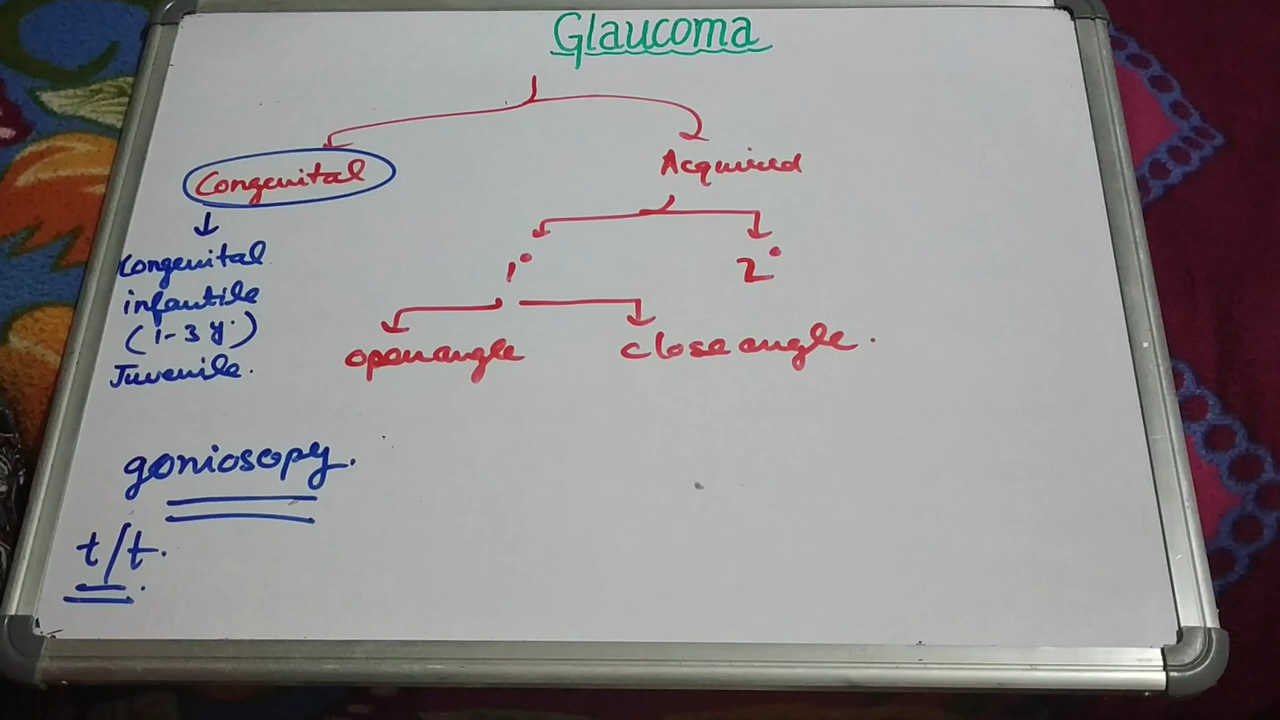 Glaucoma
Congenital
Acquired
Congenital
infantile
(1-3 y.)
Juvenile.
1°
2°
open angle
close angle.
goniosopy.
t/t.